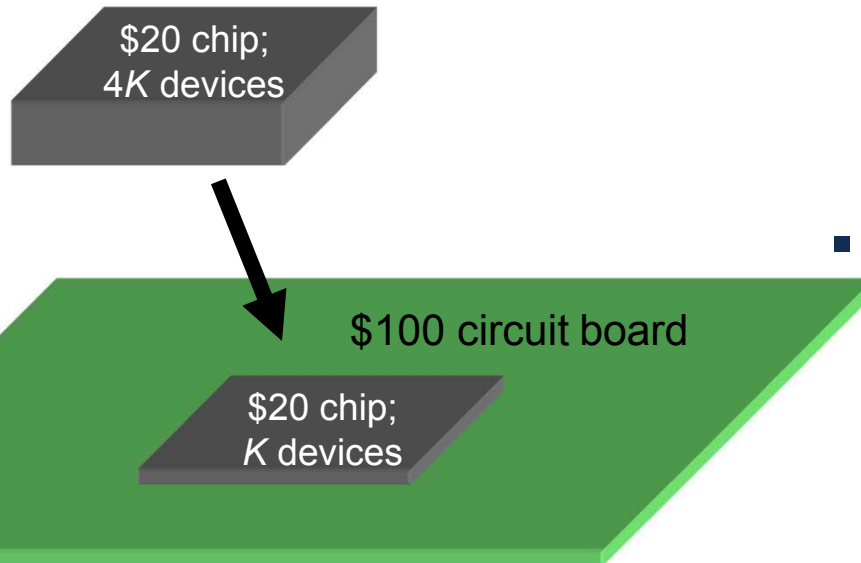 $20 chip;
4K devices
$100 circuit board
$20 chip;
K devices